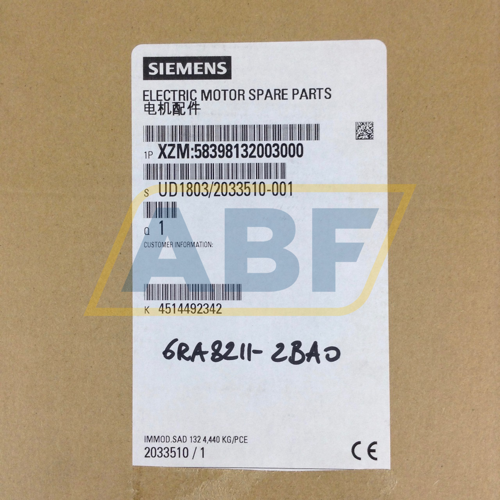 SIEMENS
ELECTRIC MOTOR SPARE PARTS
电机配件
1P XZM:58398132003000
S UD1803/2033510-001
Q 1
CUSTOMER INFORMATION:
ABF
K 4514492342
6RA8211-2BA0
IMMOD.SAD 132 4,440 KG/PCE
2033510 / 1
CE